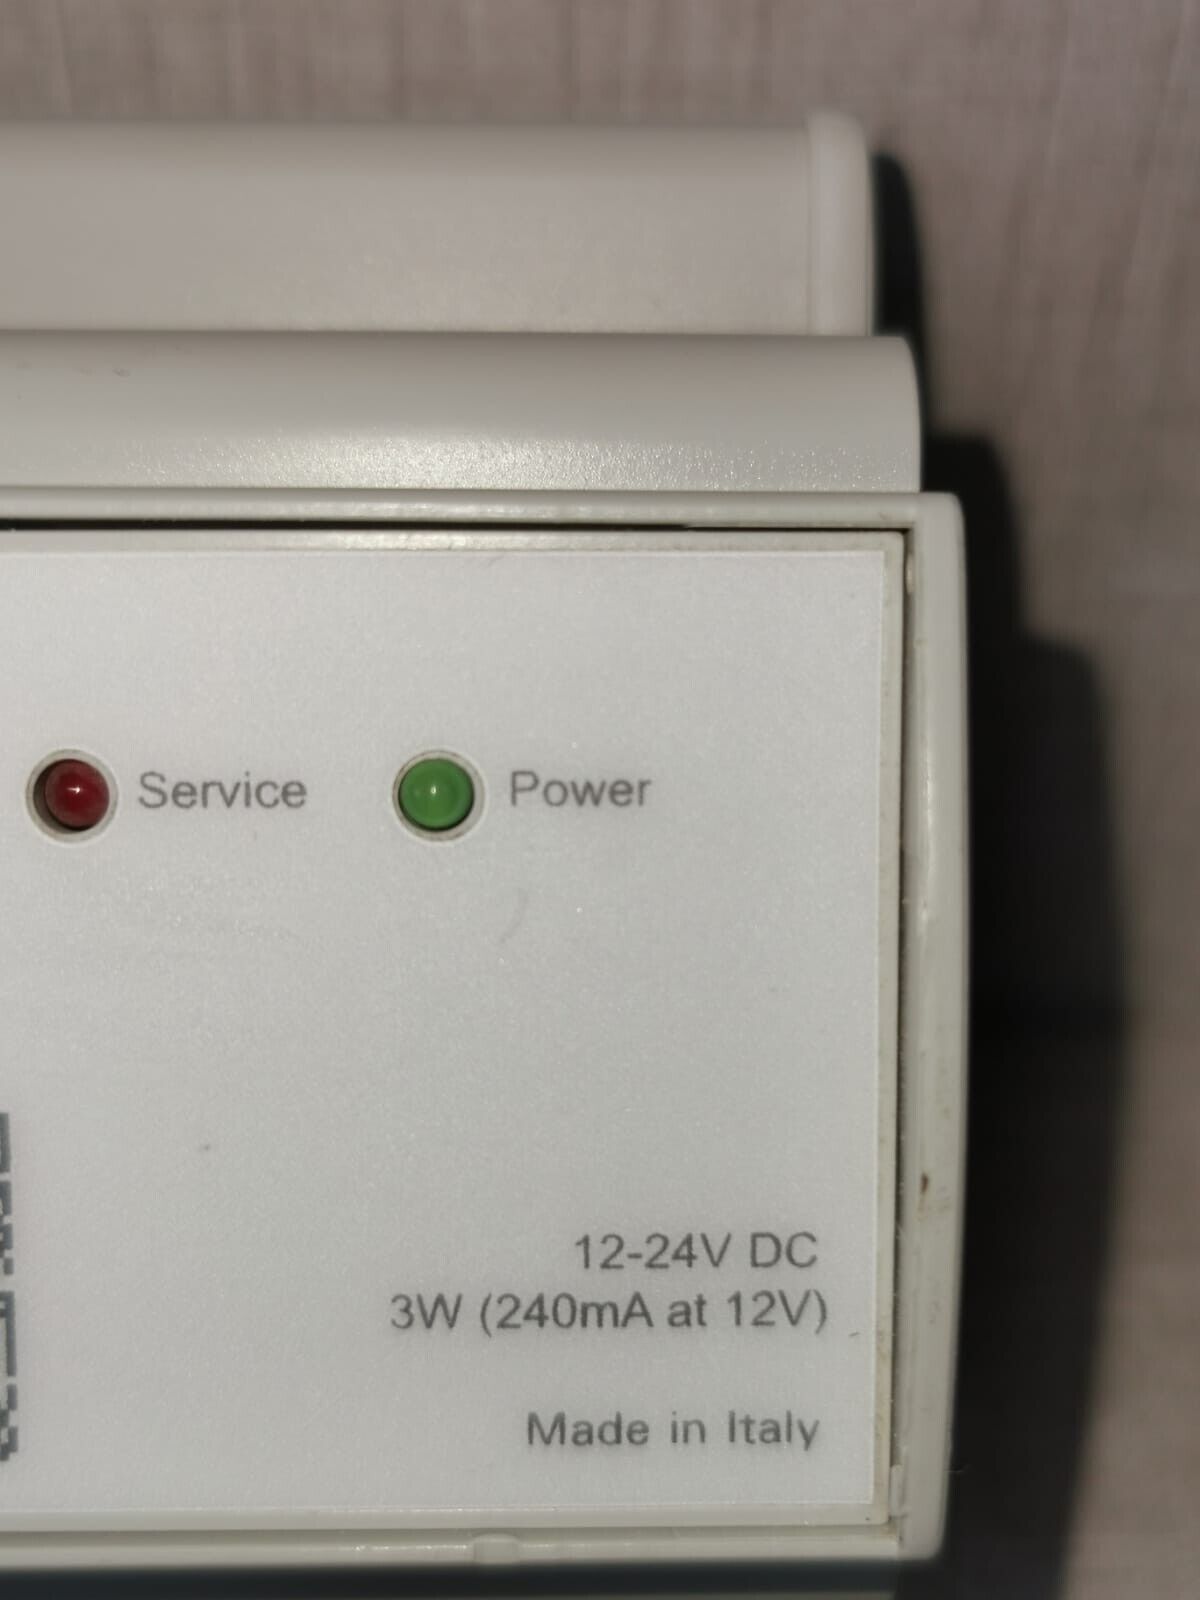 Service
Power
12-24V DC
3W (240mA at 12V)
Made in Italy